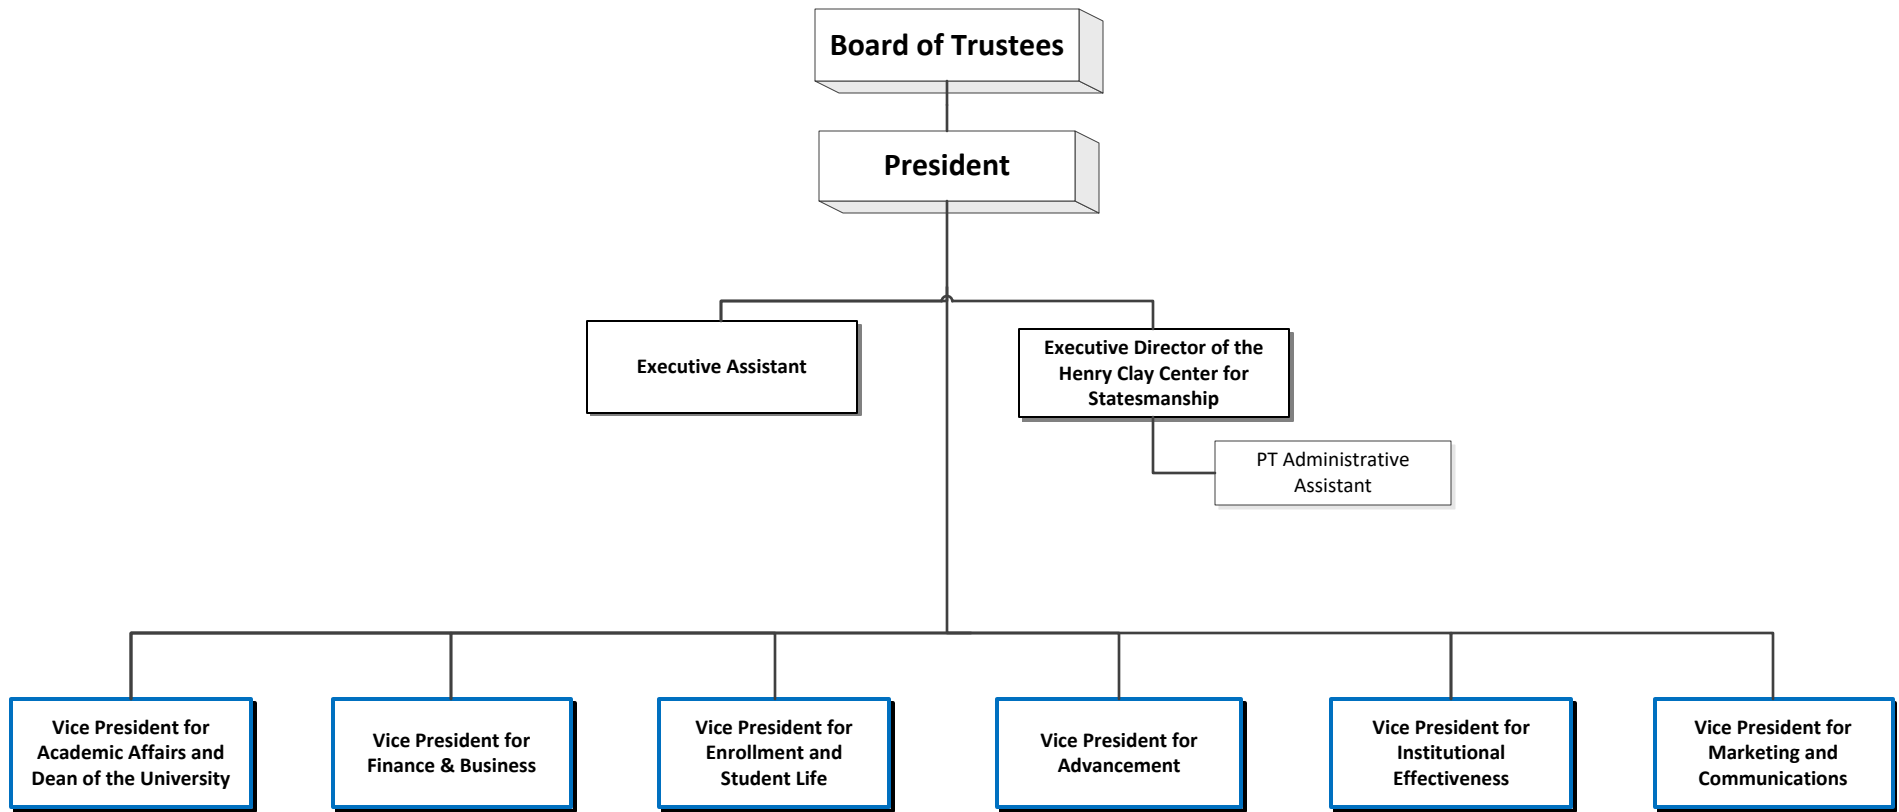 Board of Trustees
President
Executive Assistant
Executive Director of the
Henry Clay Center for
Statesmanship
PT Administrative
Assistant
Vice President for
Academic Affairs and
Dean of the University
Vice President for
Finance & Business
Vice President for
Enrollment and
Student Life
Vice President for
Advancement
Vice President for
Institutional
Effectiveness
Vice President for
Marketing and
Communications